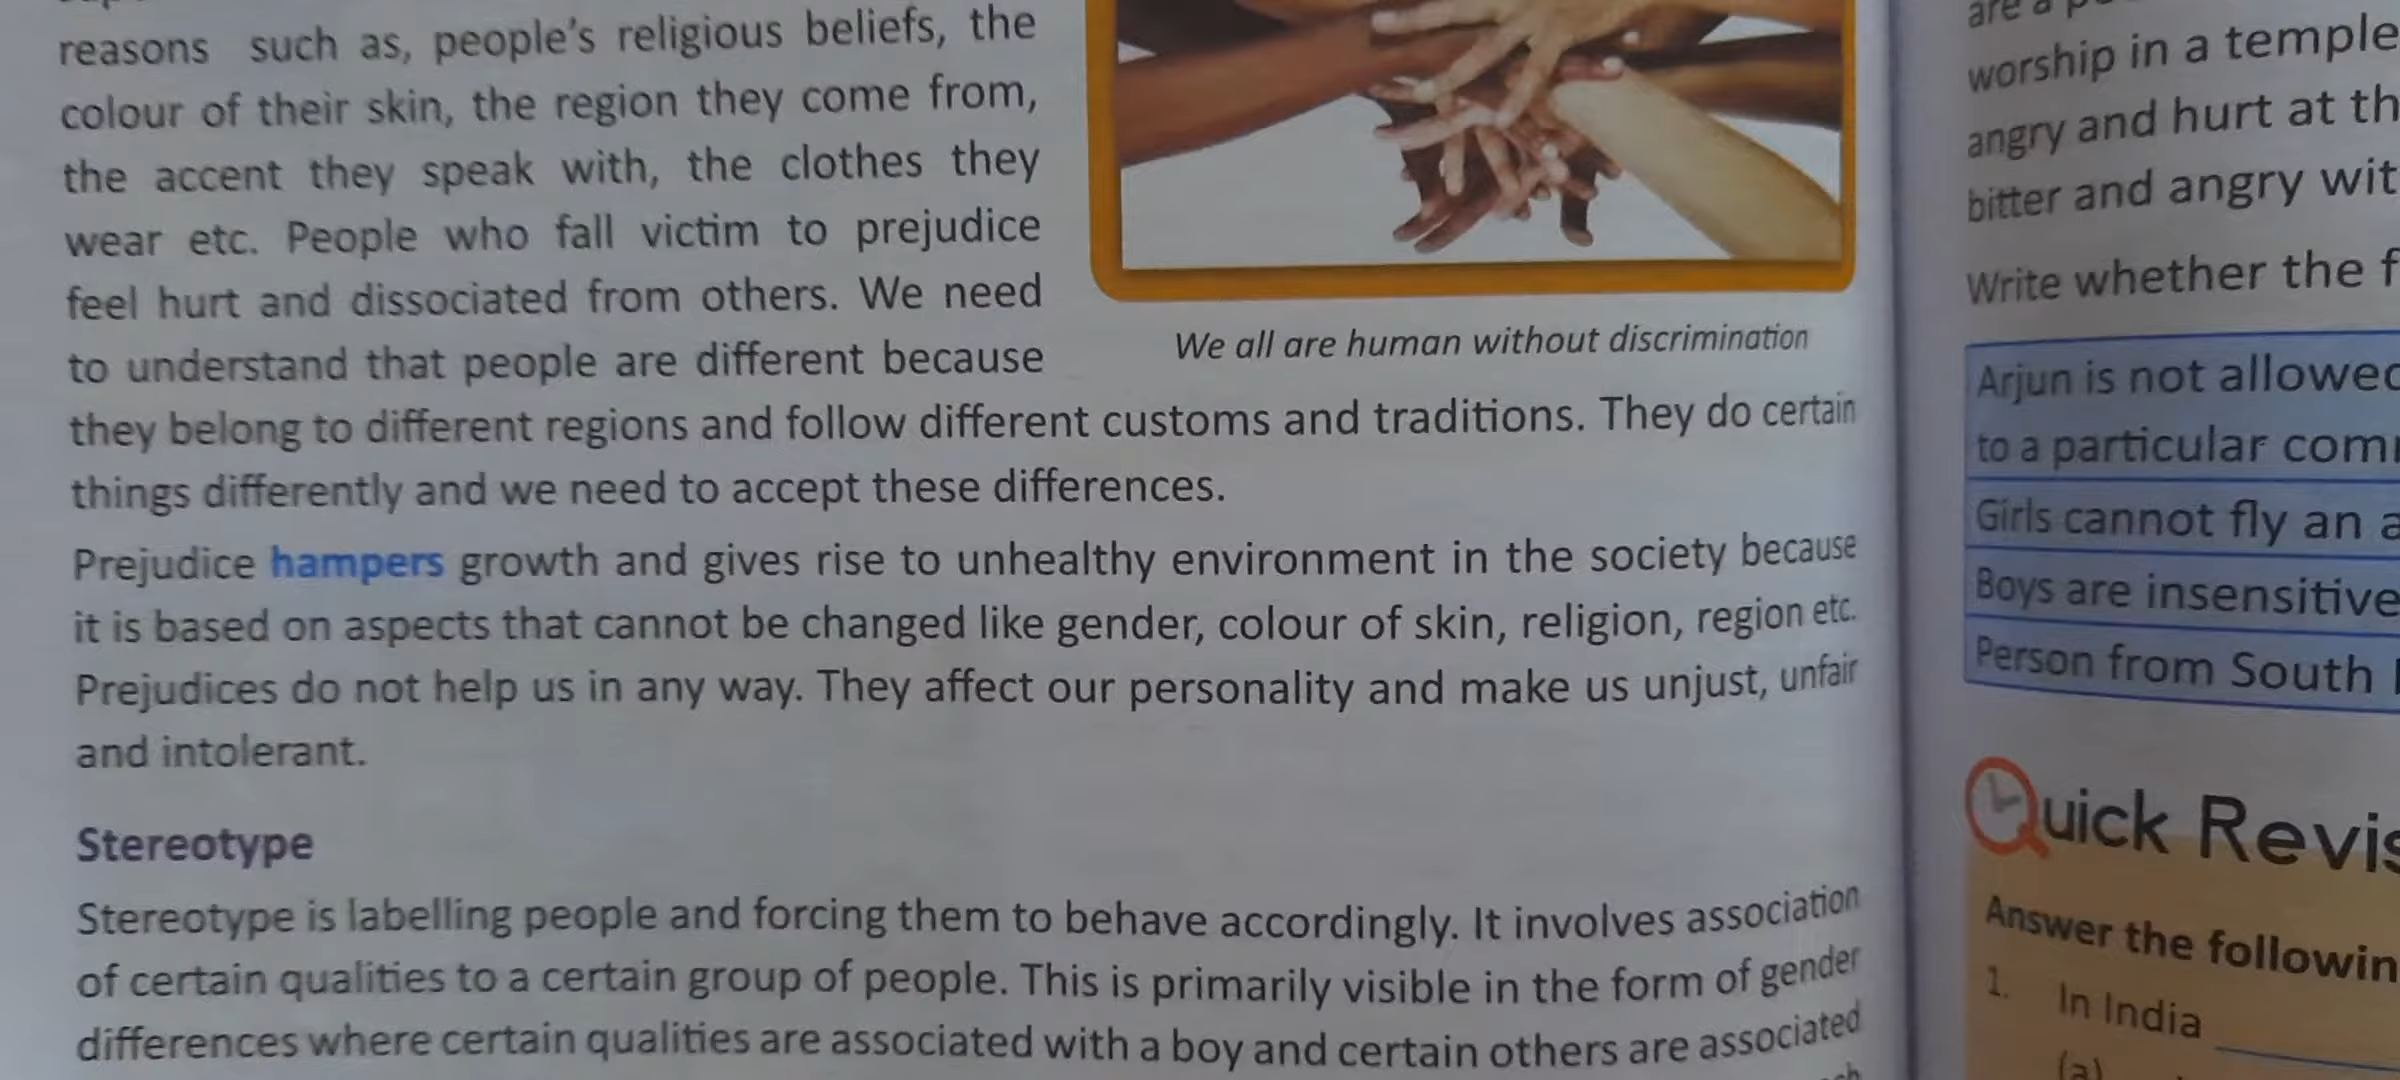 reasons such as, people's religious beliefs, the
colour of their skin, the region they come from,
the accent they speak with, the clothes they
wear etc. People who fall victim to prejudice
feel hurt and dissociated from others. We need
to understand that people are different because
they belong to different regions and follow different customs and traditions. They do certain
things differently and we need to accept these differences.
We all are human without discrimination
Prejudice hampers growth and gives rise to unhealthy environment in the society because
it is based on aspects that cannot be changed like gender, colour of skin, religion, region etc.
Prejudices do not help us in any way. They affect our personality and make us unjust, unfair
and intolerant.
Stereotype
Stereotype is labelling people and forcing them to behave accordingly. It involves association
of certain qualities to a certain group of people. This is primarily visible in the form of gender
differences where certain qualities are associated with a boy and certain others are associated
are a
worship in a temple
angry and hurt at
bitter and angry
Write whether the
Arjun is not allowed
to a particular
Girls cannot fly an
Boys are insensitive
Person from South
Quick
Answer the
1. In India
(a)